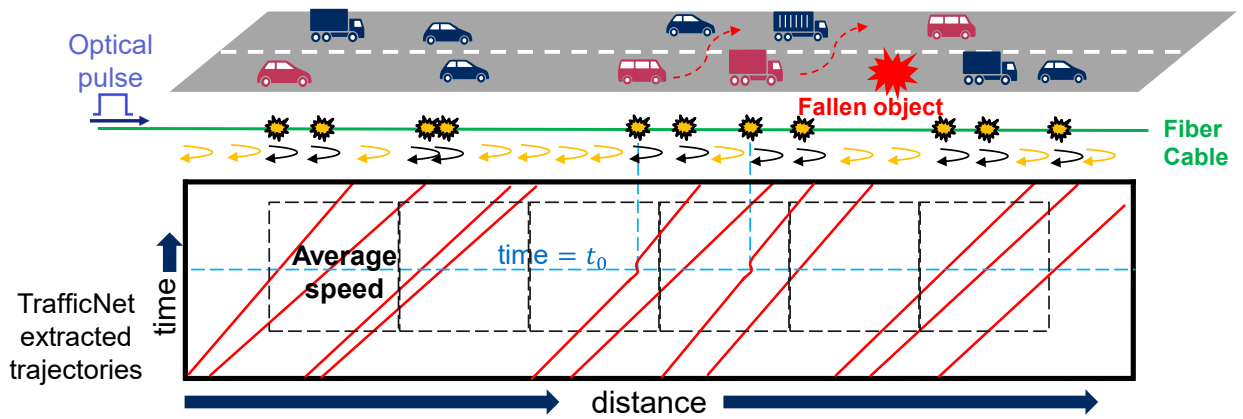 Optical
pulse
Fallen object
Fiber
Cable
Average
speed
time = t₀
time
TrafficNet
extracted
trajectories
distance